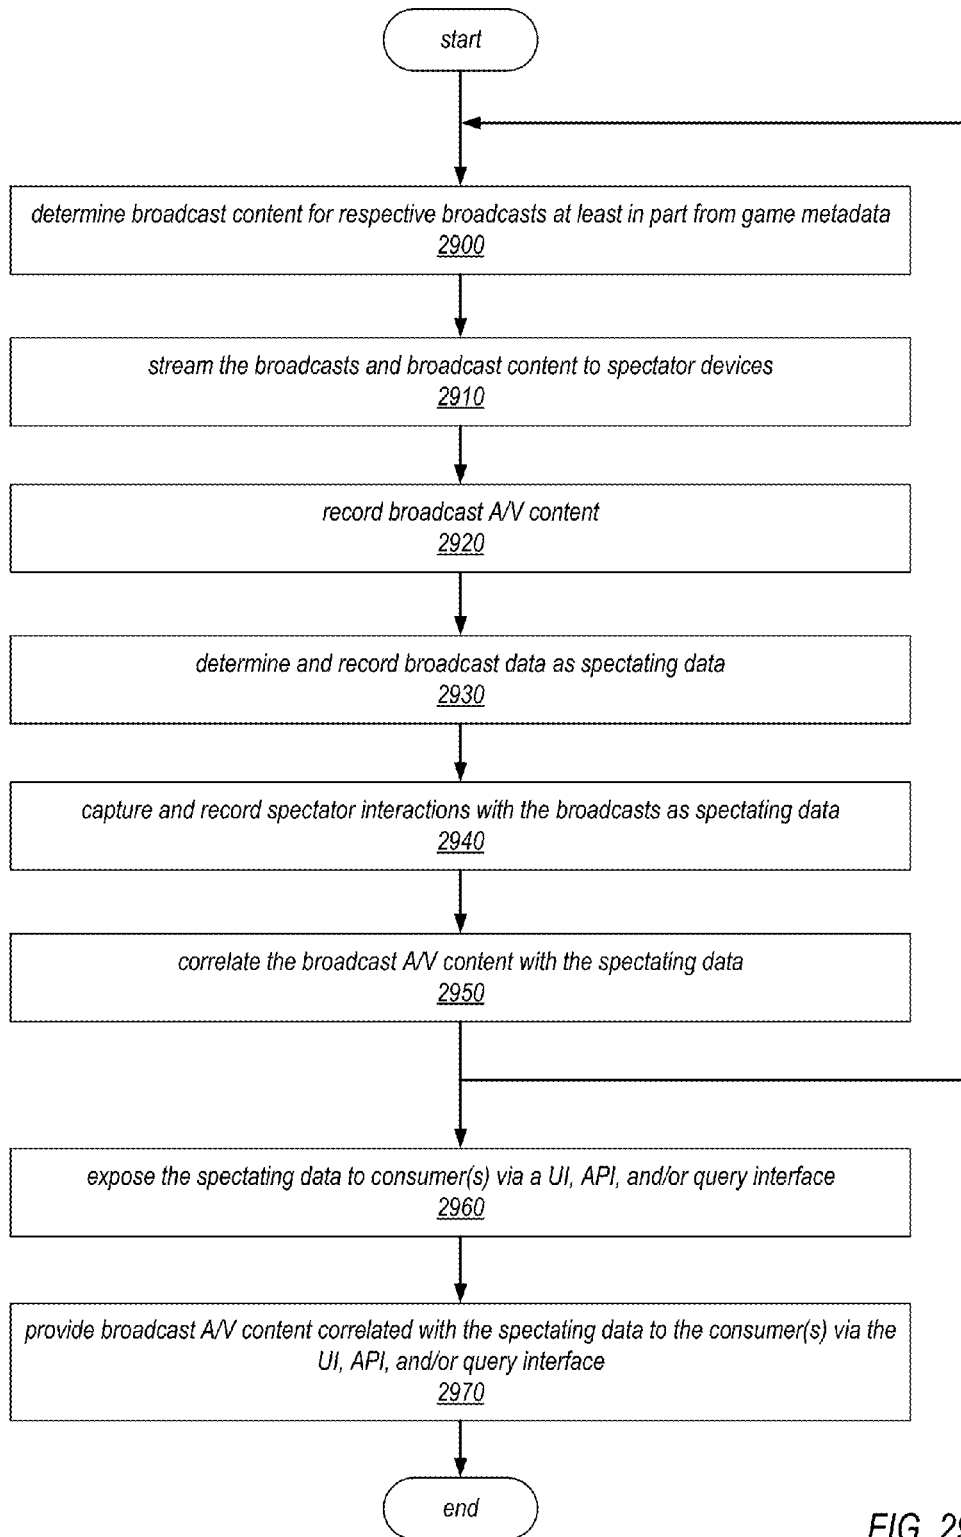 start
determine broadcast content for respective broadcasts at least in part from game metadata
2900
stream the broadcasts and broadcast content to spectator devices
2910
record broadcast A/V content
2920
determine and record broadcast data as spectating data
2930
capture and record spectator interactions with the broadcasts as spectating data
2940
correlate the broadcast A/V content with the spectating data
2950
expose the spectating data to consumer(s) via a UI, API, and/or query interface
2960
provide broadcast A/V content correlated with the spectating data to the consumer(s) via the
UI, API, and/or query interface
2970
end
FIG. 29